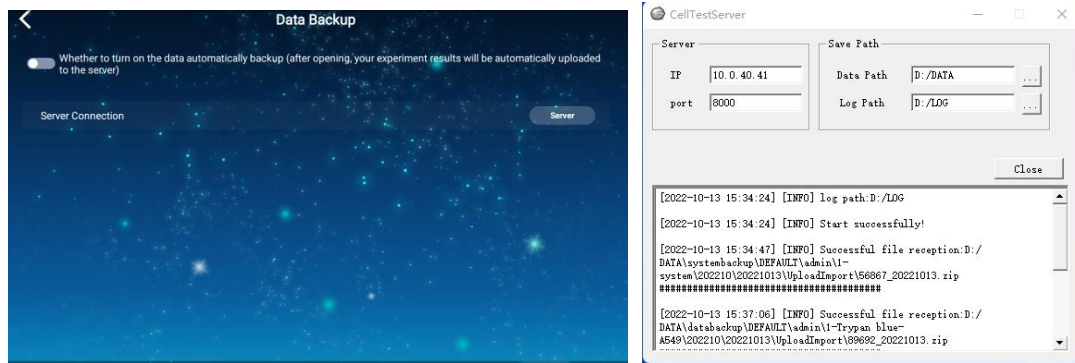 Data Backup
Whether to turn on the data automatically backup (after opening, your experiment results will be automatically uploaded
to the server)
Server Connection
Server
CellTestServer
Server
IP
10.0.40.41
port
8000
Save Path
Data Path
D:/DATA
...
Log Path
D:/LOG
...
Close
[2022-10-13 15:34:24] [INFO] log path:D:/LOG
[2022-10-13 15:34:24] [INFO] Start successfully!
[2022-10-13 15:34:47] [INFO] Successful file reception:D:/
DATA\systembackup\DEFAULT\admin\1-
system\202210\20221013\UploadImport\56867_20221013.zip
########################################
[2022-10-13 15:37:06] [INFO] Successful file reception:D:/
DATA\databackup\DEFAULT\admin\1-Trypan blue-
A549\202210\20221013\UploadImport\89692_20221013.zip